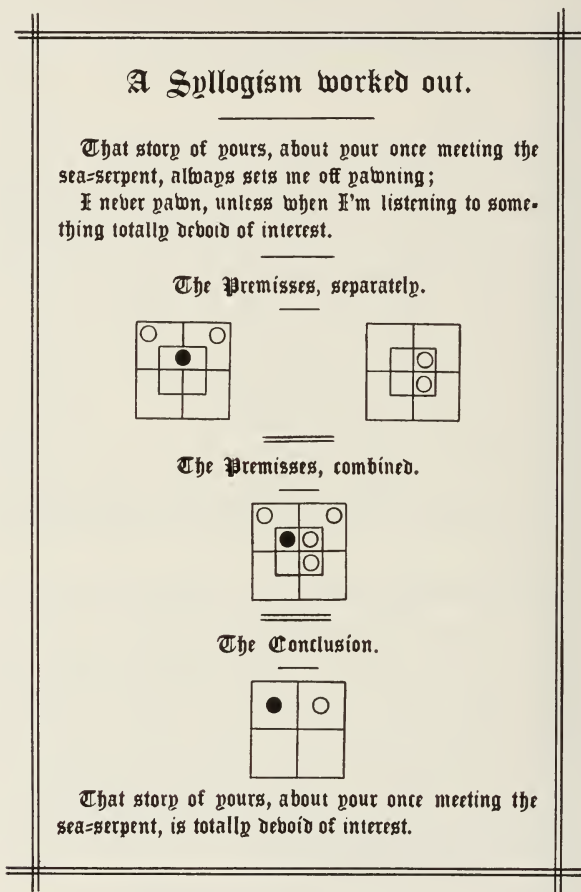 A Syllogism worked out.
That story of yours, about your once meeting the
sea-serpent, always sets me off yawning;
I never yawn, unless when I'm listening to some-
thing totally devoid of interest.
The Premisses, separately.
The Premisses, combined.
The Conclusion.
That story of yours, about your once meeting the
sea-serpent, is totally devoid of interest.